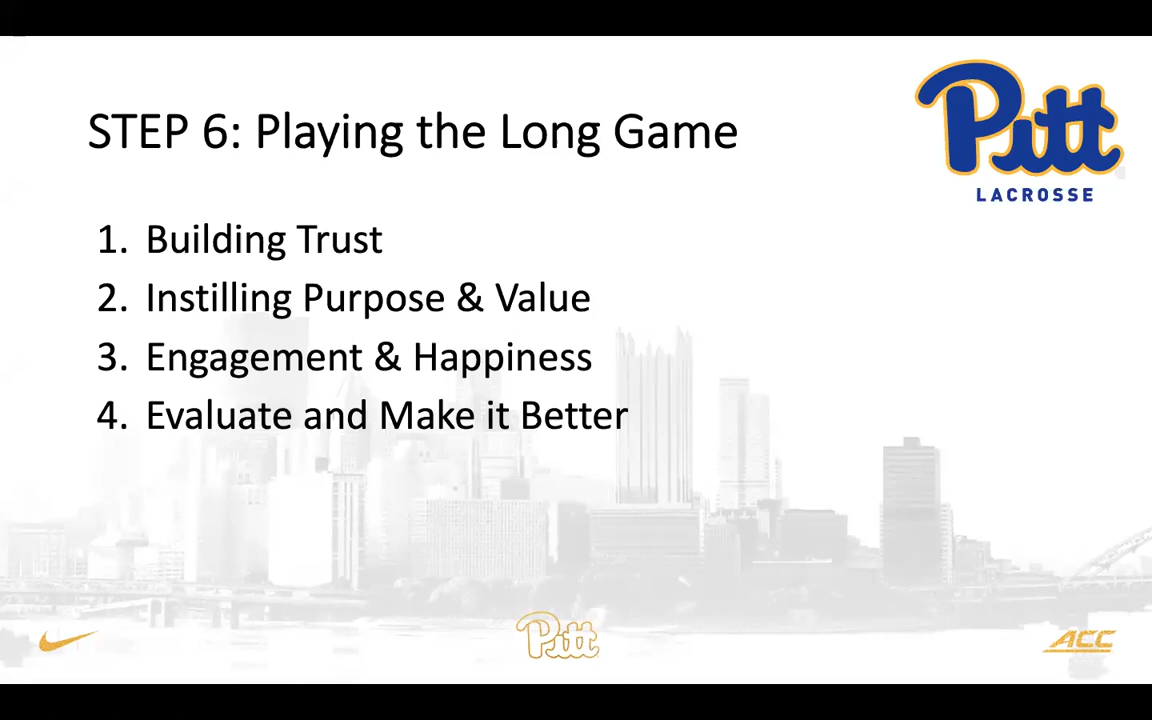 Pitt
LACROSSE
STEP 6: Playing the Long Game
1. Building Trust
2. Instilling Purpose & Value
3. Engagement & Happiness
4. Evaluate and Make it Better
Pitt
ACC